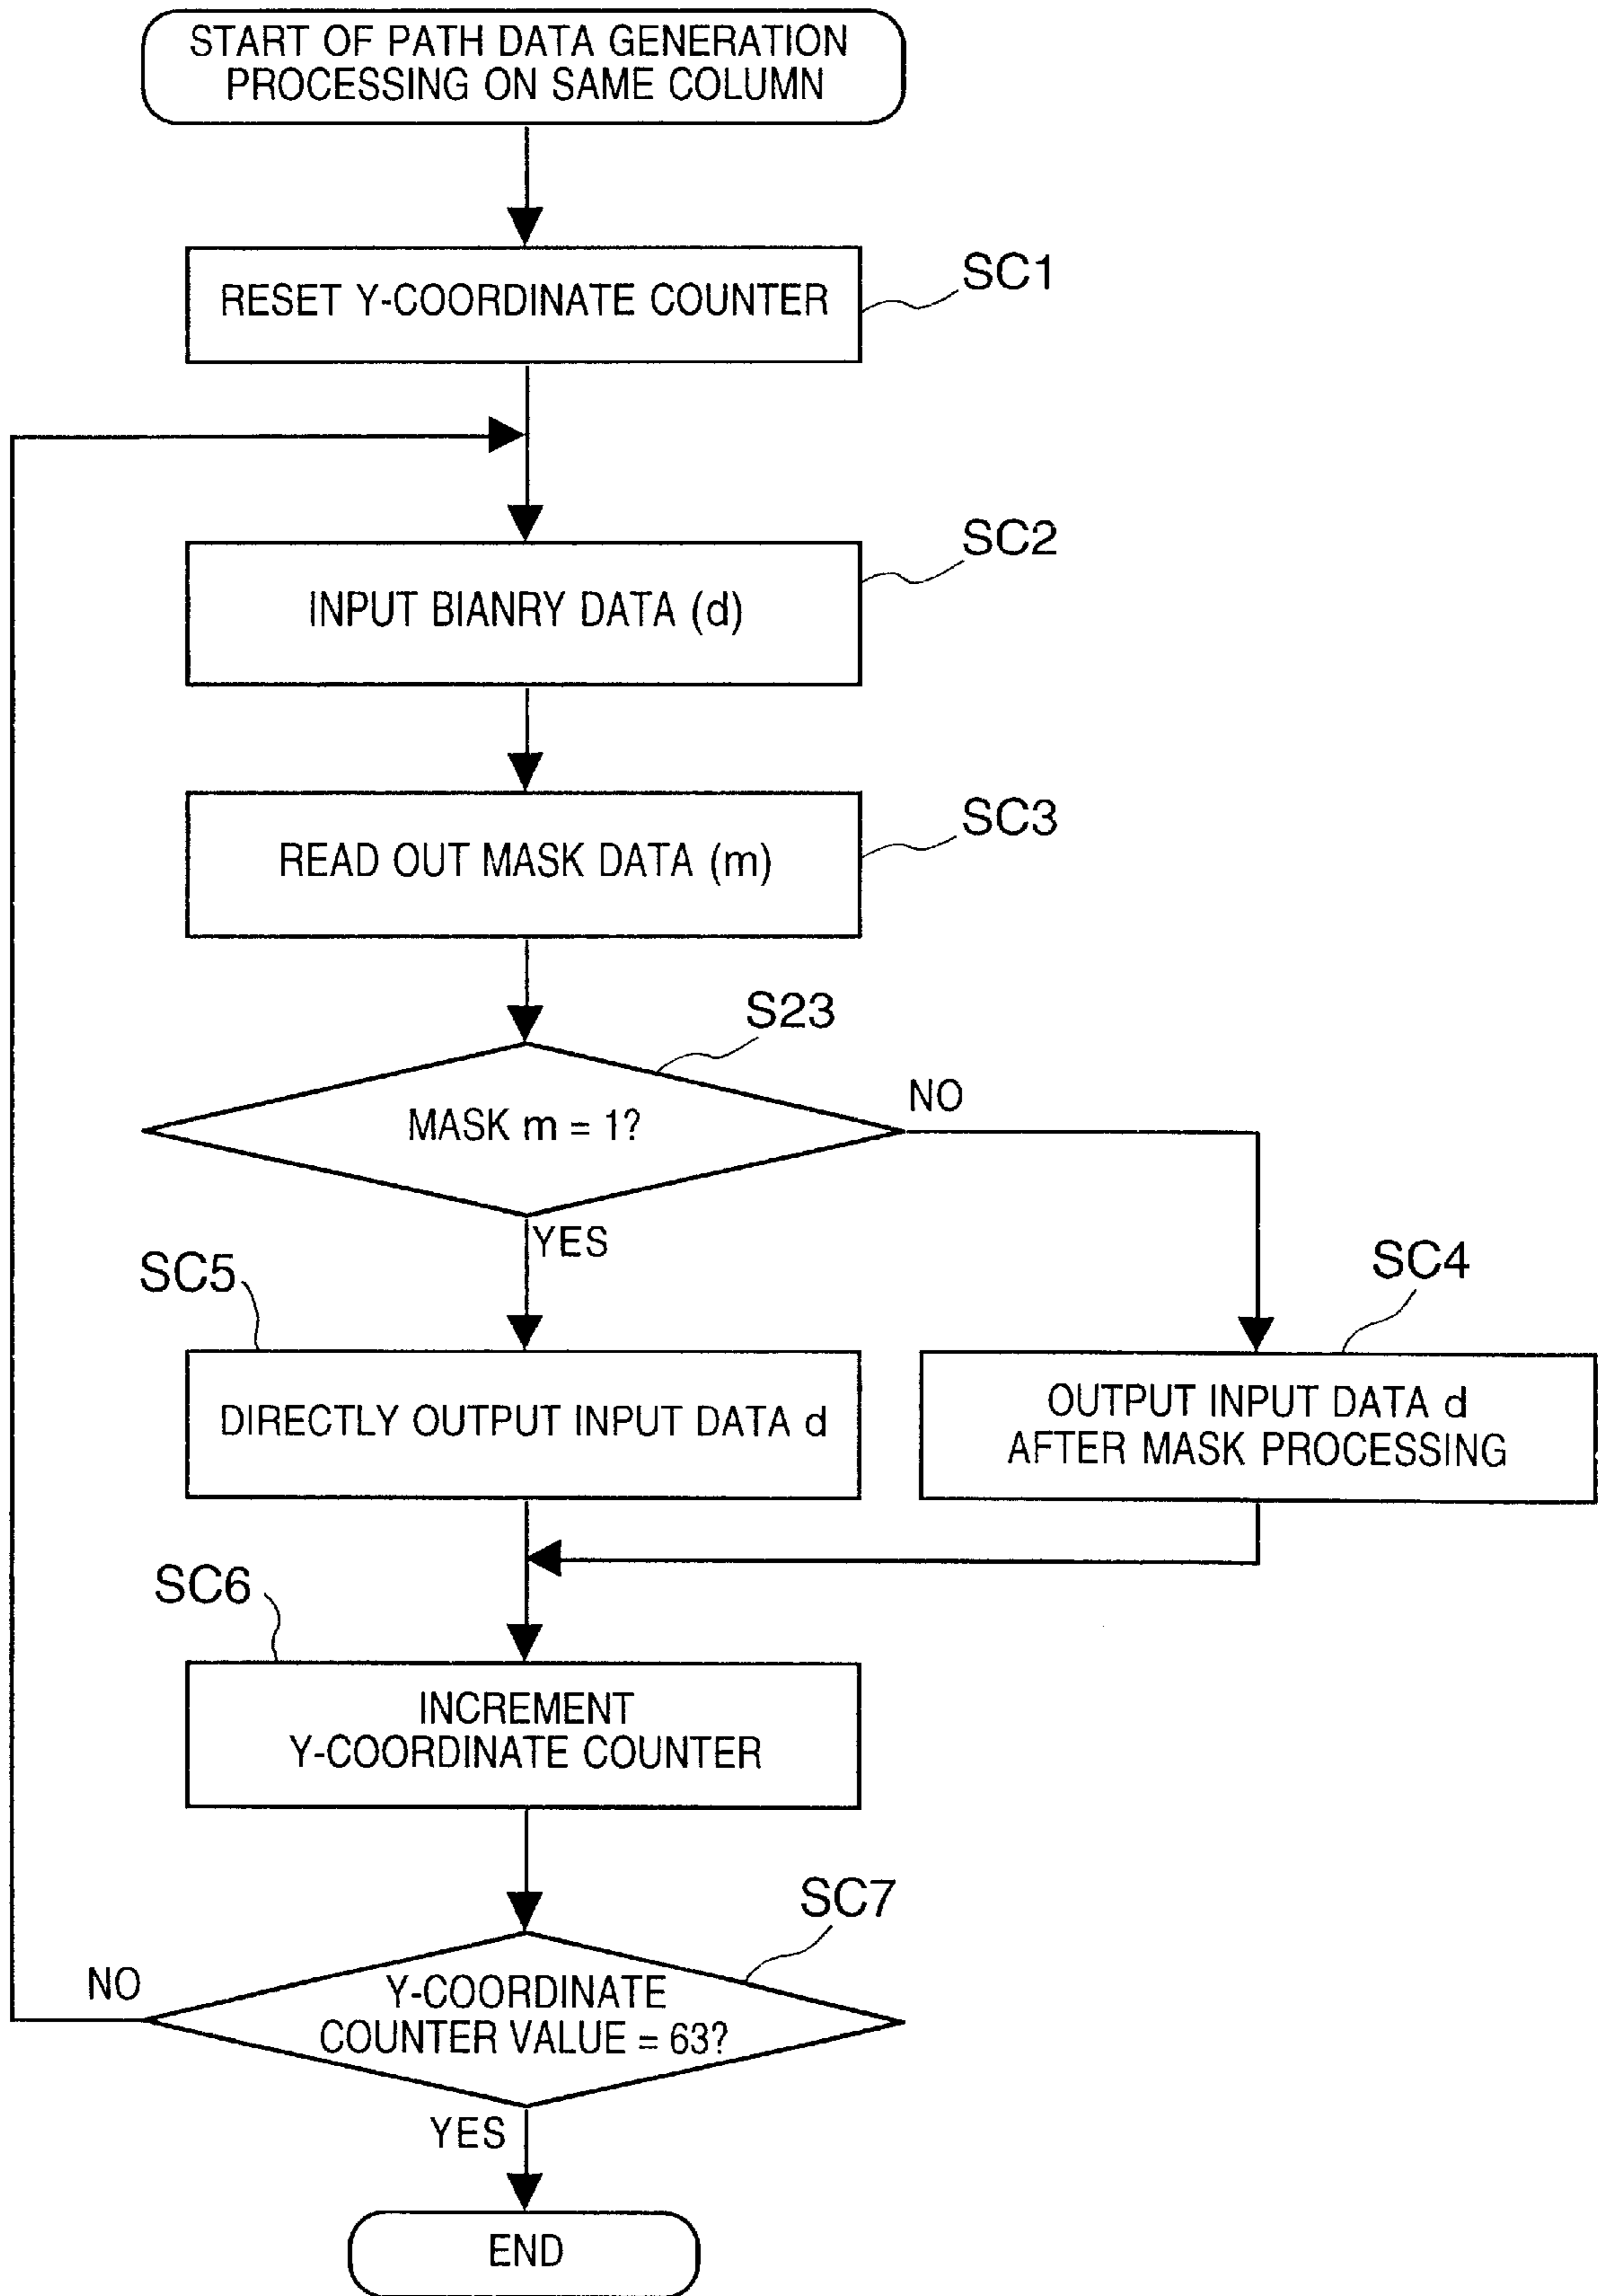 START OF PATH DATA GENERATION
PROCESSING ON SAME COLUMN
RESET Y-COORDINATE COUNTER
SC1
INPUT BIANRY DATA (d)
SC2
READ OUT MASK DATA (m)
SC3
S23
MASK m = 1?
NO
YES
SC5
SC4
DIRECTLY OUTPUT INPUT DATA d
OUTPUT INPUT DATA d
AFTER MASK PROCESSING
SC6
INCREMENT
Y-COORDINATE COUNTER
SC7
NO
Y-COORDINATE
COUNTER VALUE = 63?
YES
END